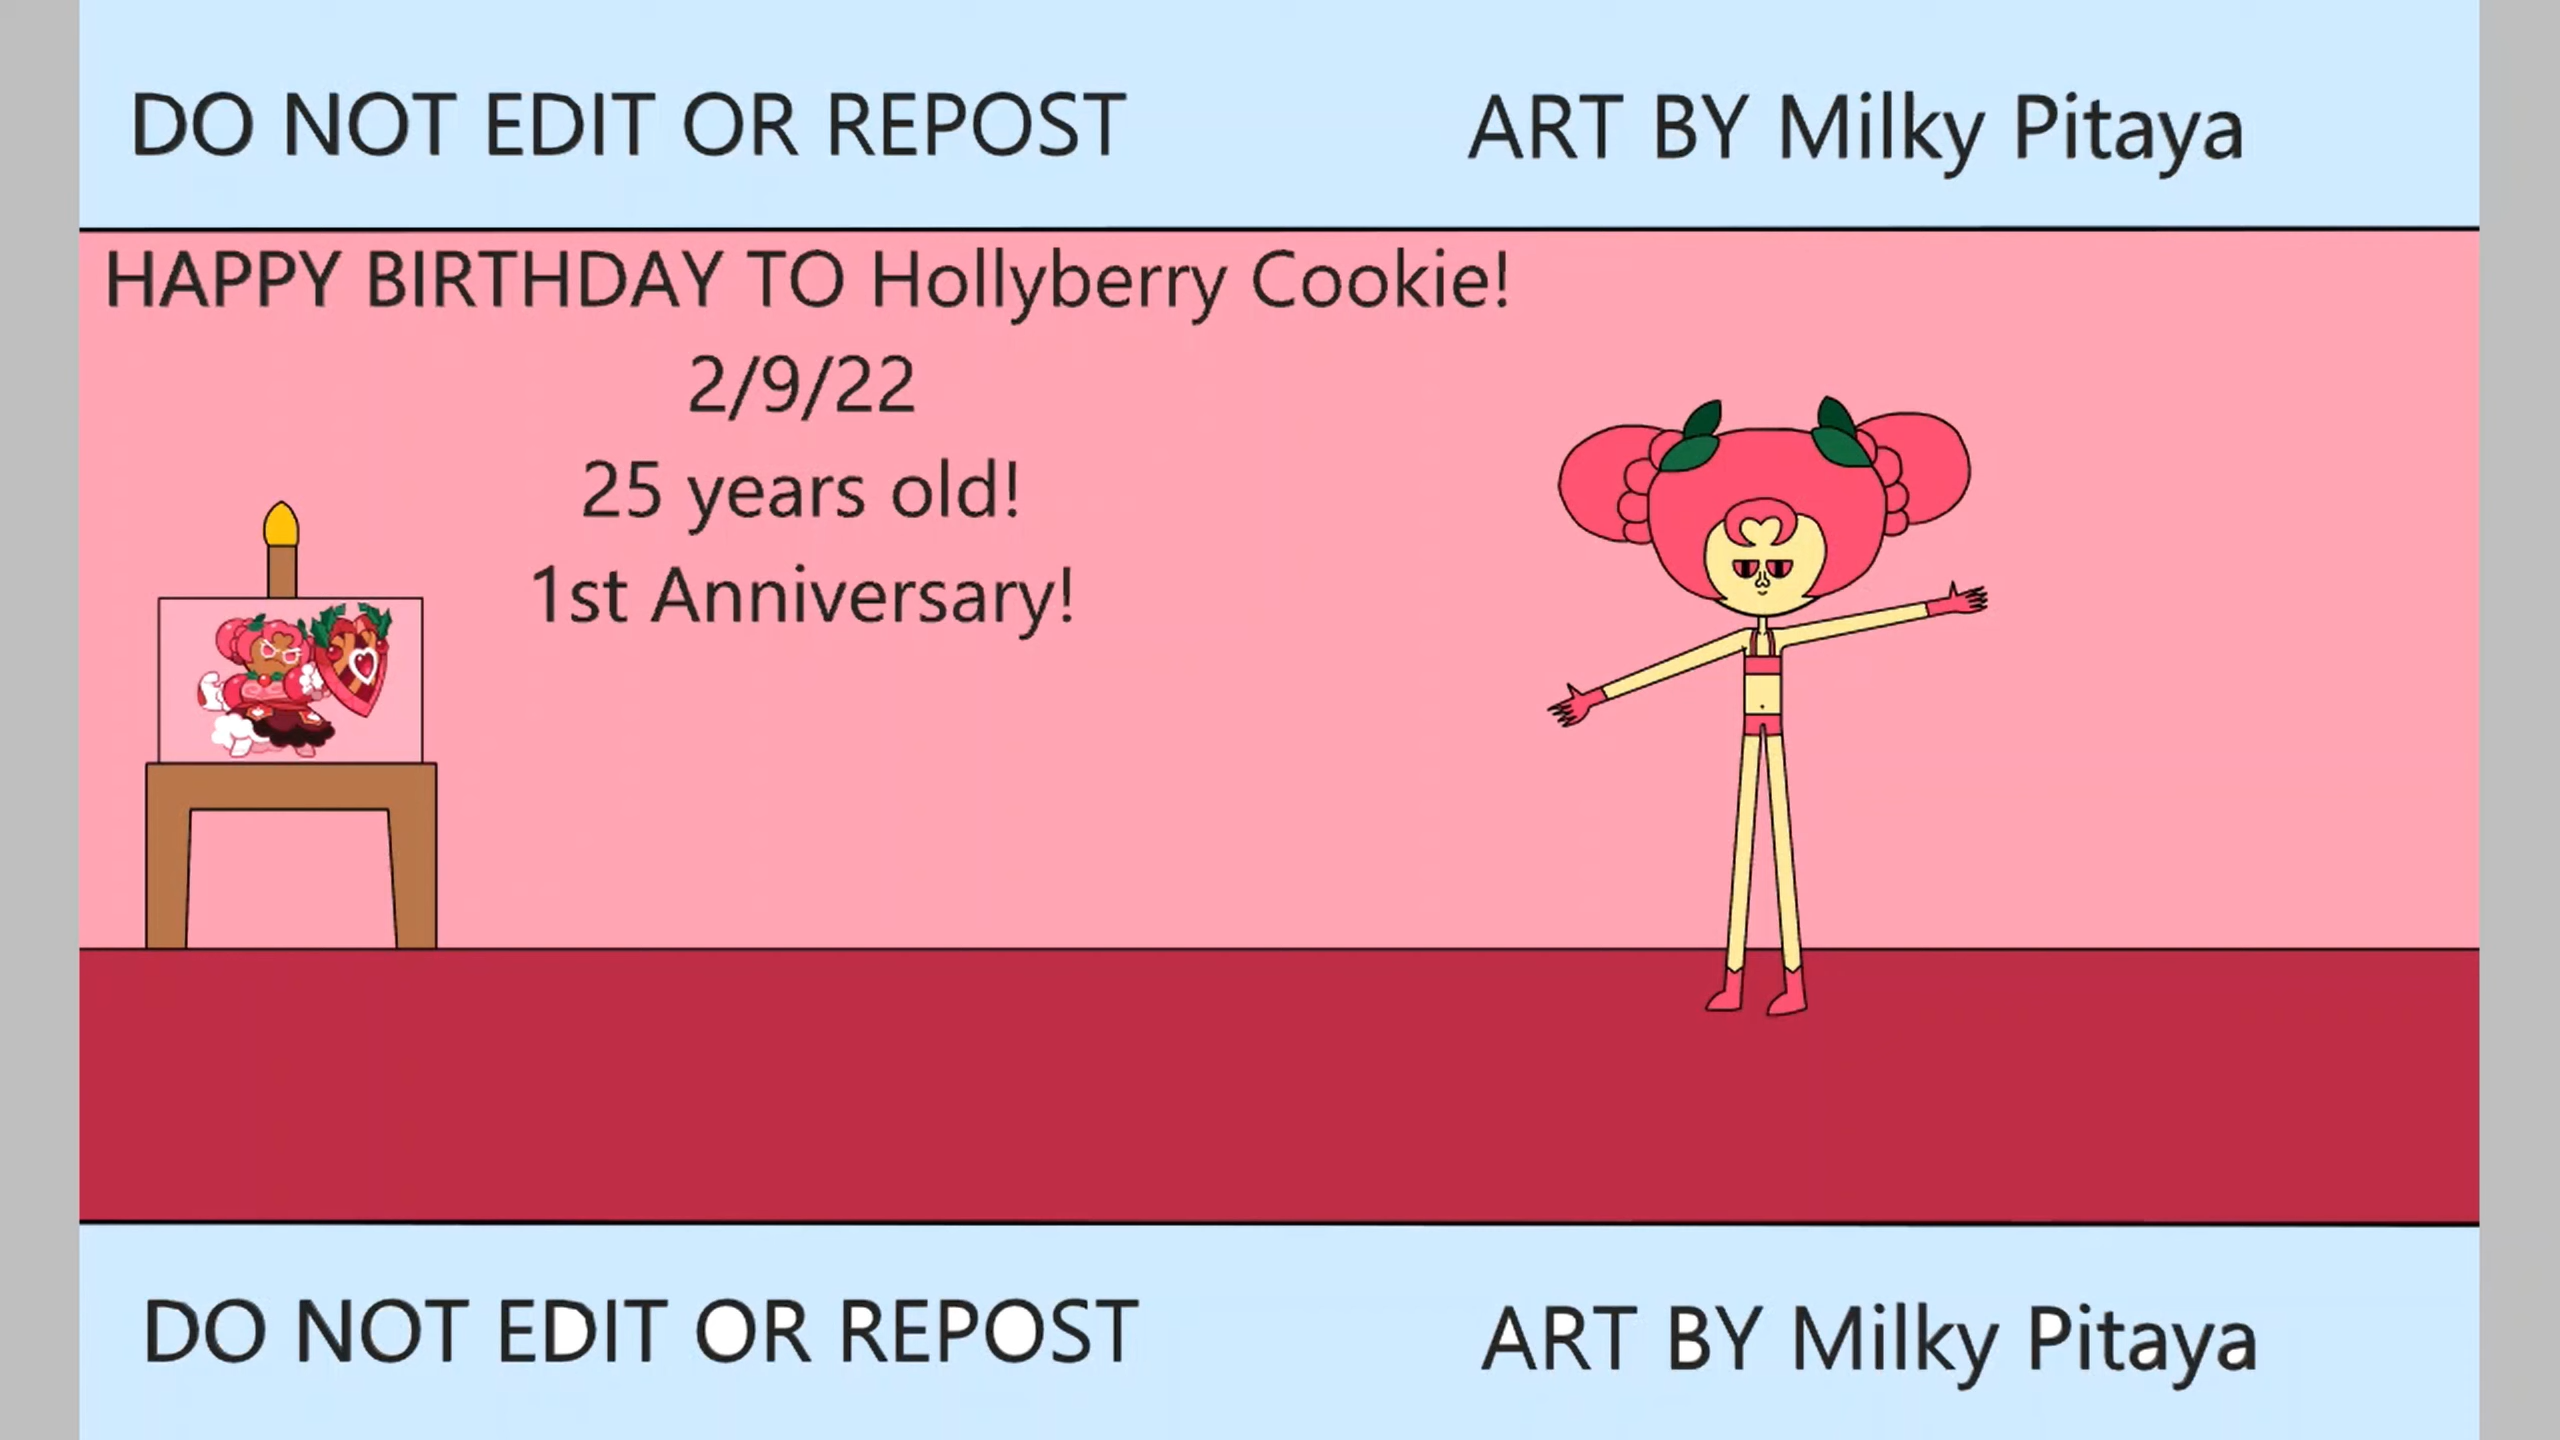 DO NOT EDIT OR REPOST
ART BY Milky Pitaya
HAPPY BIRTHDAY TO Hollyberry Cookie!
2/9/22
25 years old!
1st Anniversary!
DO NOT EDIT OR REPOST
ART BY Milky Pitaya